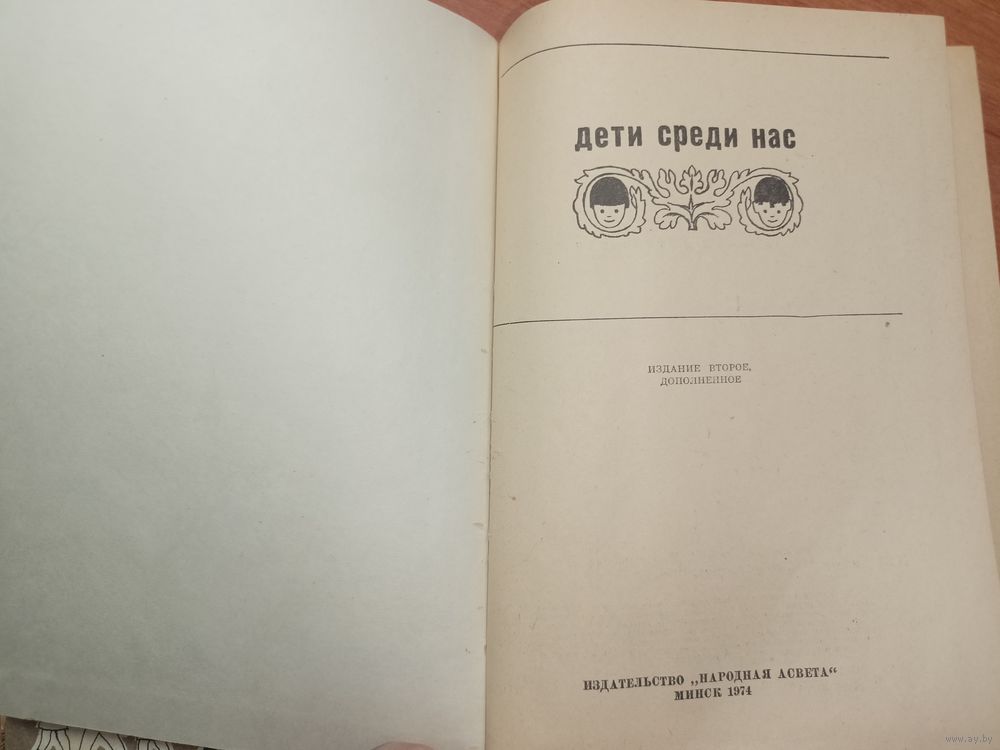 дети среди нас
ИЗДАНИЕ ВТОРОЕ,
ДОПОЛНЕННОЕ
ИЗДАТЕЛЬСТВО „НАРОДНАЯ АСВЕТА“
МИНСК 1974
www.ay.by